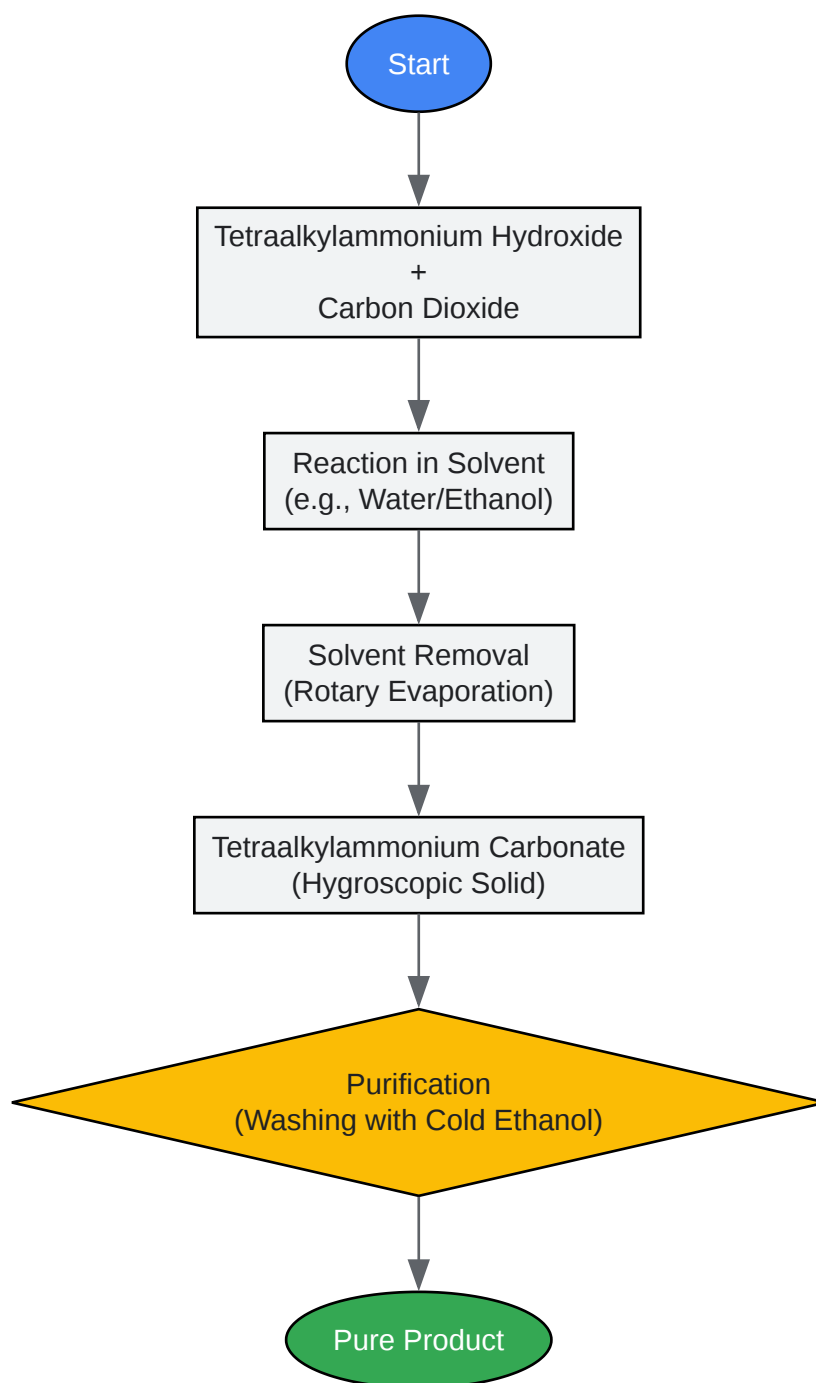 Start
Tetraalkylammonium Hydroxide
+
Carbon Dioxide
Reaction in Solvent
(e.g., Water/Ethanol)
Solvent Removal
(Rotary Evaporation)
Tetraalkylammonium Carbonate
(Hygroscopic Solid)
Purification
(Washing with Cold Ethanol)
Pure Product